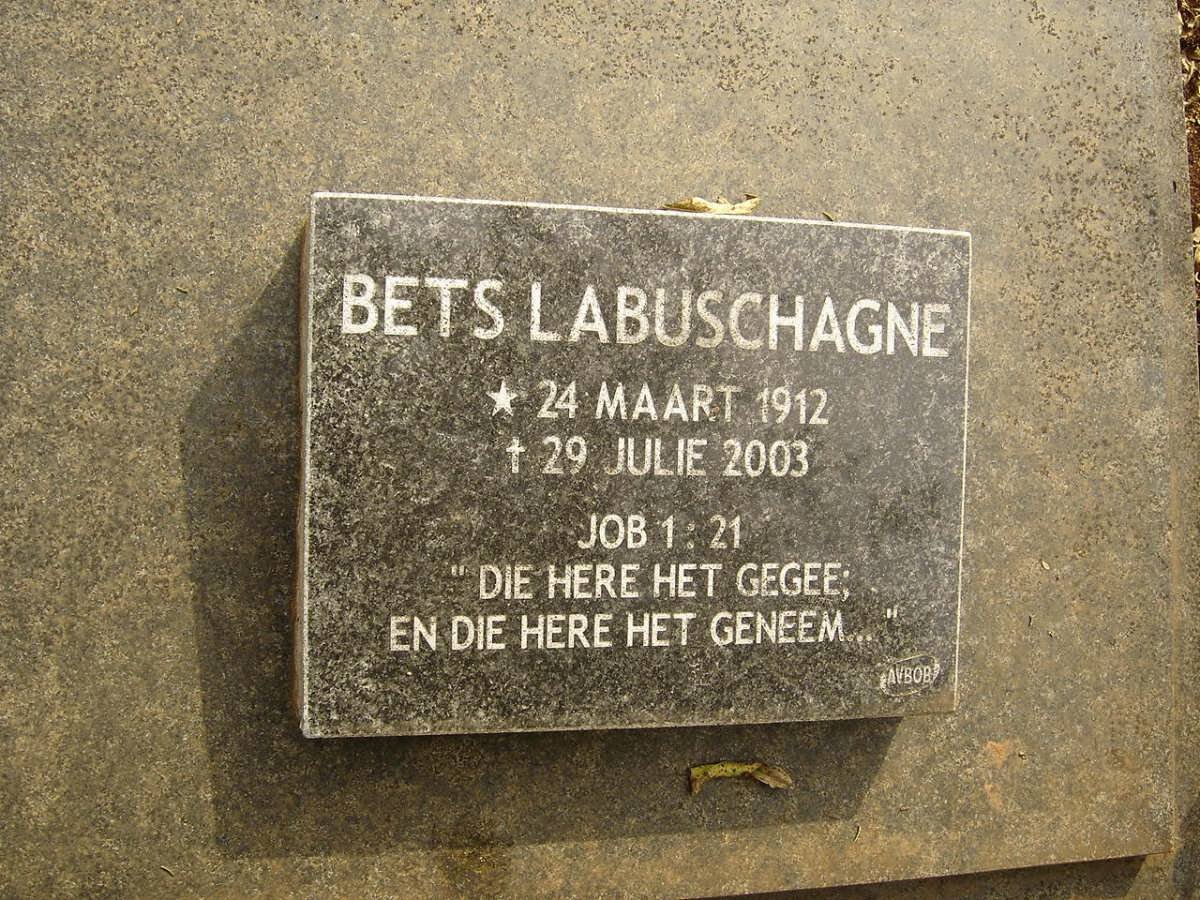 BETS LABUSCHAGNE
★ 24 MAART 1912
† 29 JULIE 2003
JOB 1 : 21
" DIE HERE HET GEGEE;
EN DIE HERE HET GENEEM... "
AVBOB